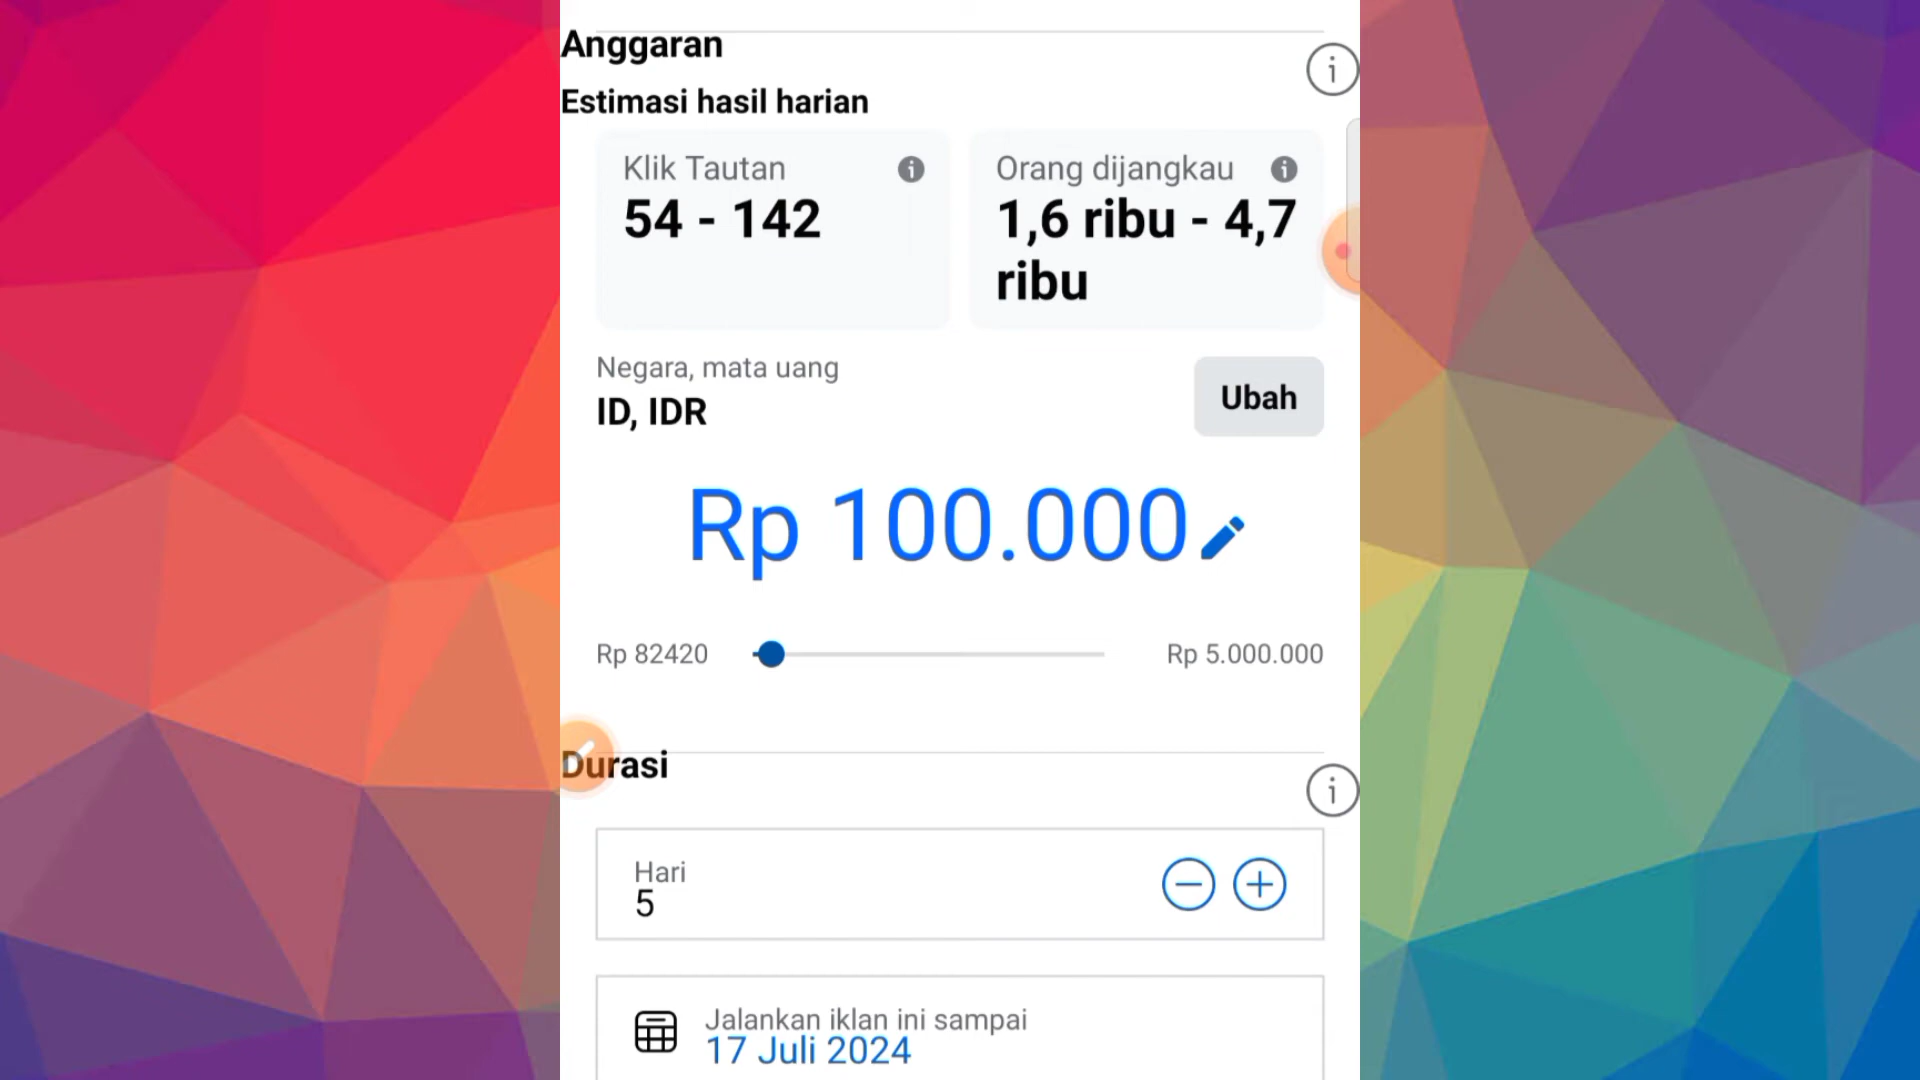 Anggaran
Estimasi hasil harian
Klik Tautan
54 - 142
Orang dijangkau
1,6 ribu - 4,7
ribu
Negara, mata uang
ID, IDR
Ubah
Rp 100.000
Rp 82420
Rp 5.000.000
Durasi
Hari
5
Jalankan iklan ini sampai
17 Juli 2024